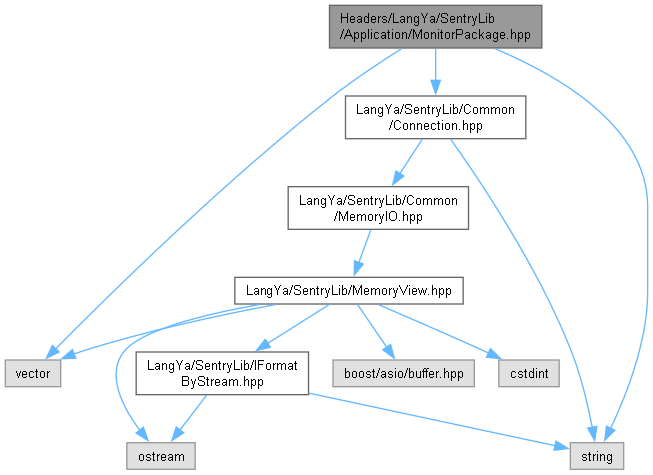 Headers/LangYa/SentryLib
/Application/MonitorPackage.hpp
LangYa/SentryLib/Common
/Connection.hpp
LangYa/SentryLib/Common
/MemoryIO.hpp
LangYa/SentryLib/MemoryView.hpp
vector
LangYa/SentryLib/IFormat
ByStream.hpp
boost/asio/buffer.hpp
cstdint
ostream
string